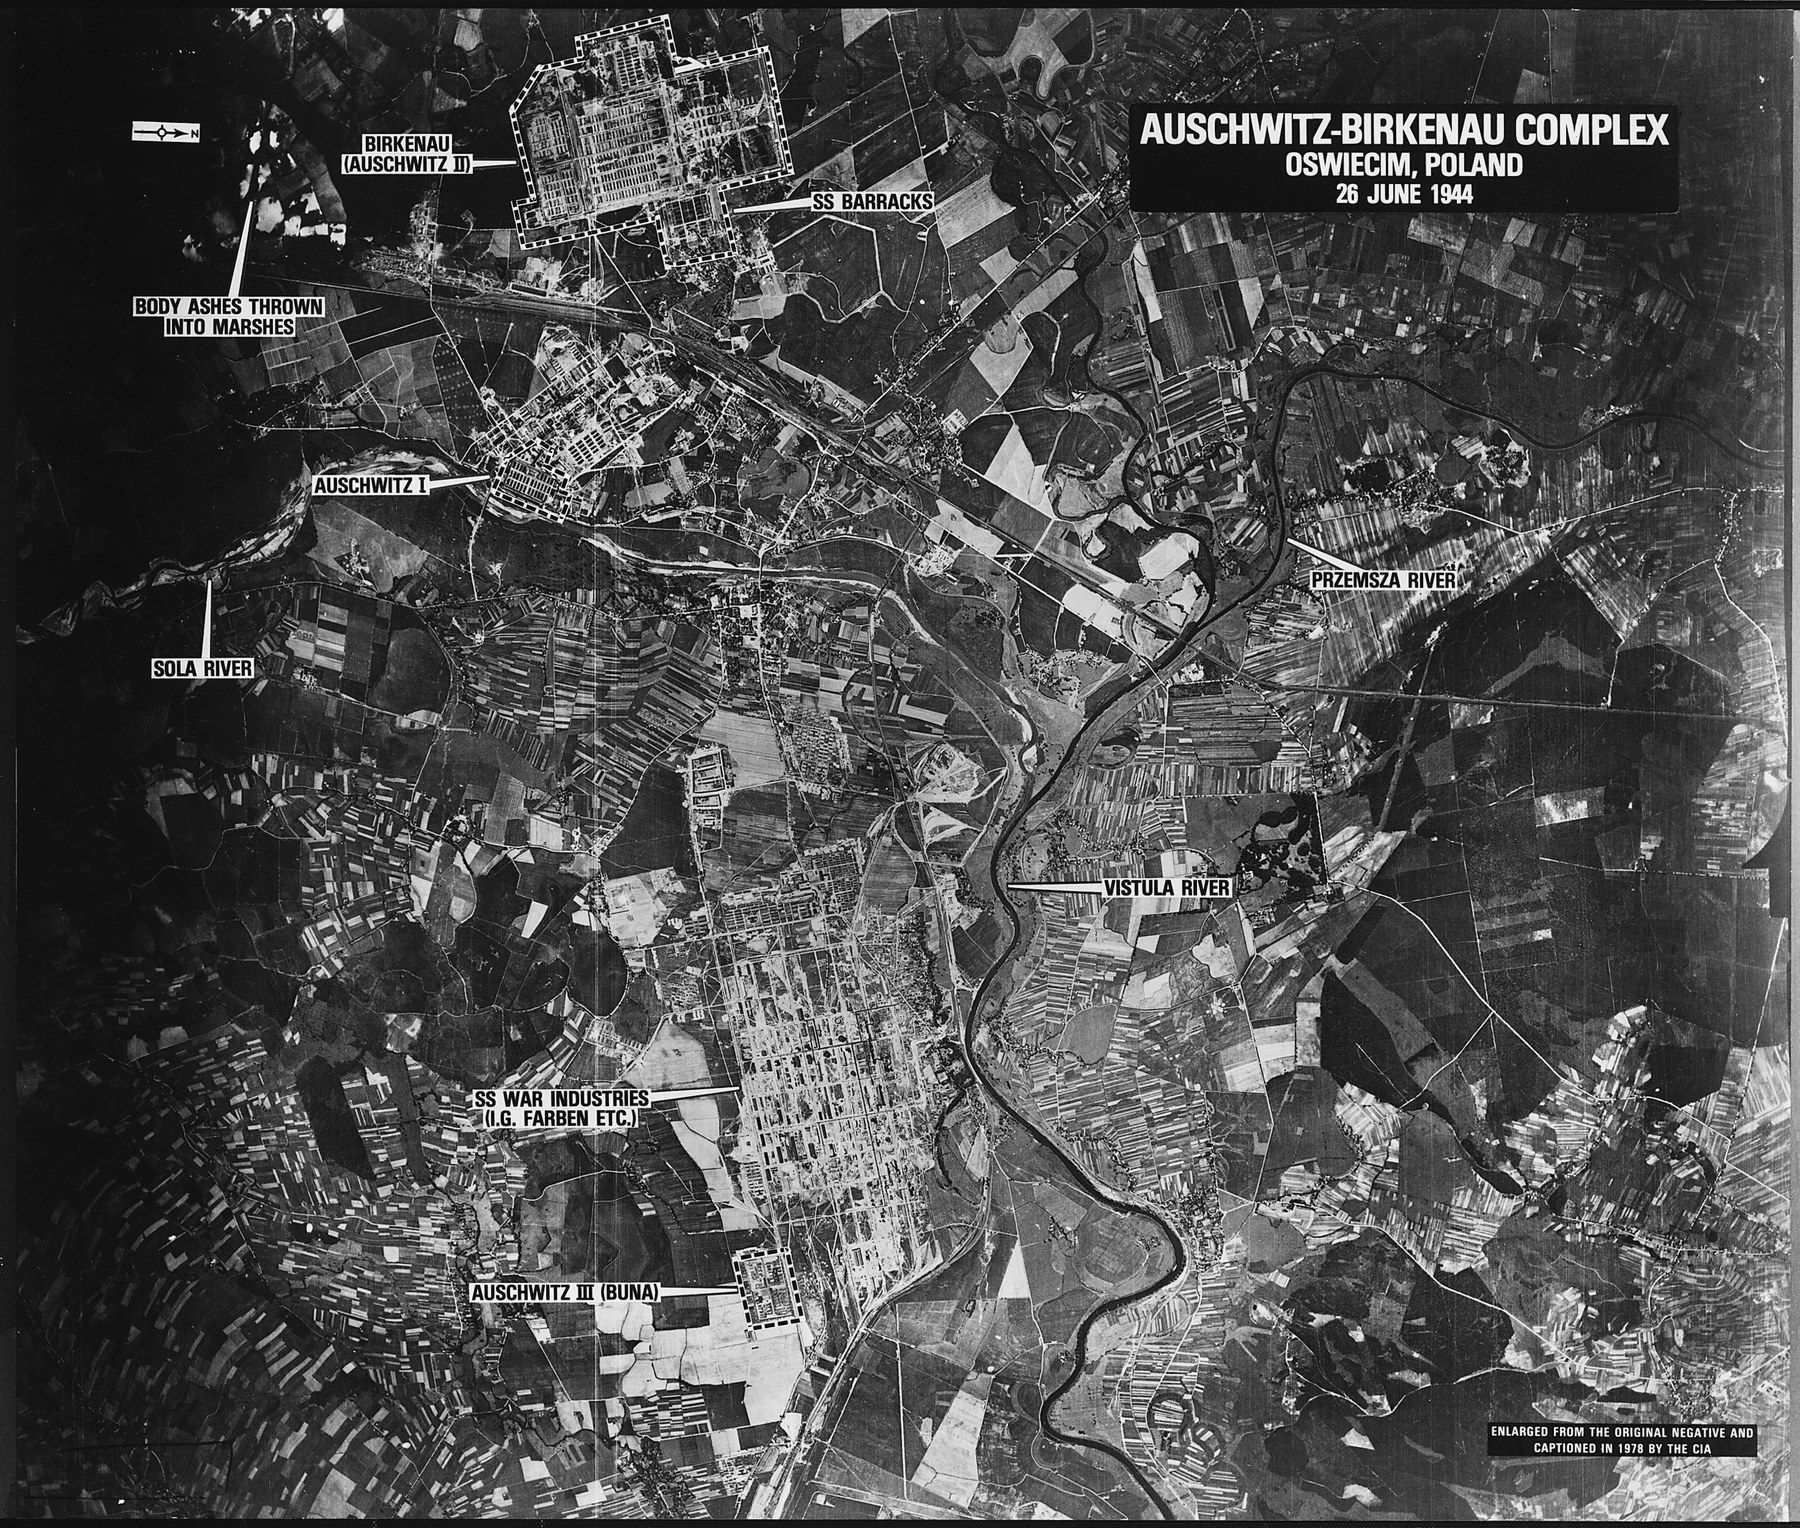 AUSCHWITZ-BIRKENAU COMPLEX
OSWIECIM, POLAND
26 JUNE 1944
N
BIRKENAU
(AUSCHWITZ II)
SS BARRACKS
BODY ASHES THROWN
INTO MARSHES
AUSCHWITZ I
PRZEMSZA RIVER
SOLA RIVER
VISTULA RIVER
SS WAR INDUSTRIES
(I.G. FARBEN ETC.)
AUSCHWITZ III (BUNA)
ENLARGED FROM THE ORIGINAL NEGATIVE AND
CAPTIONED IN 1978 BY THE CIA